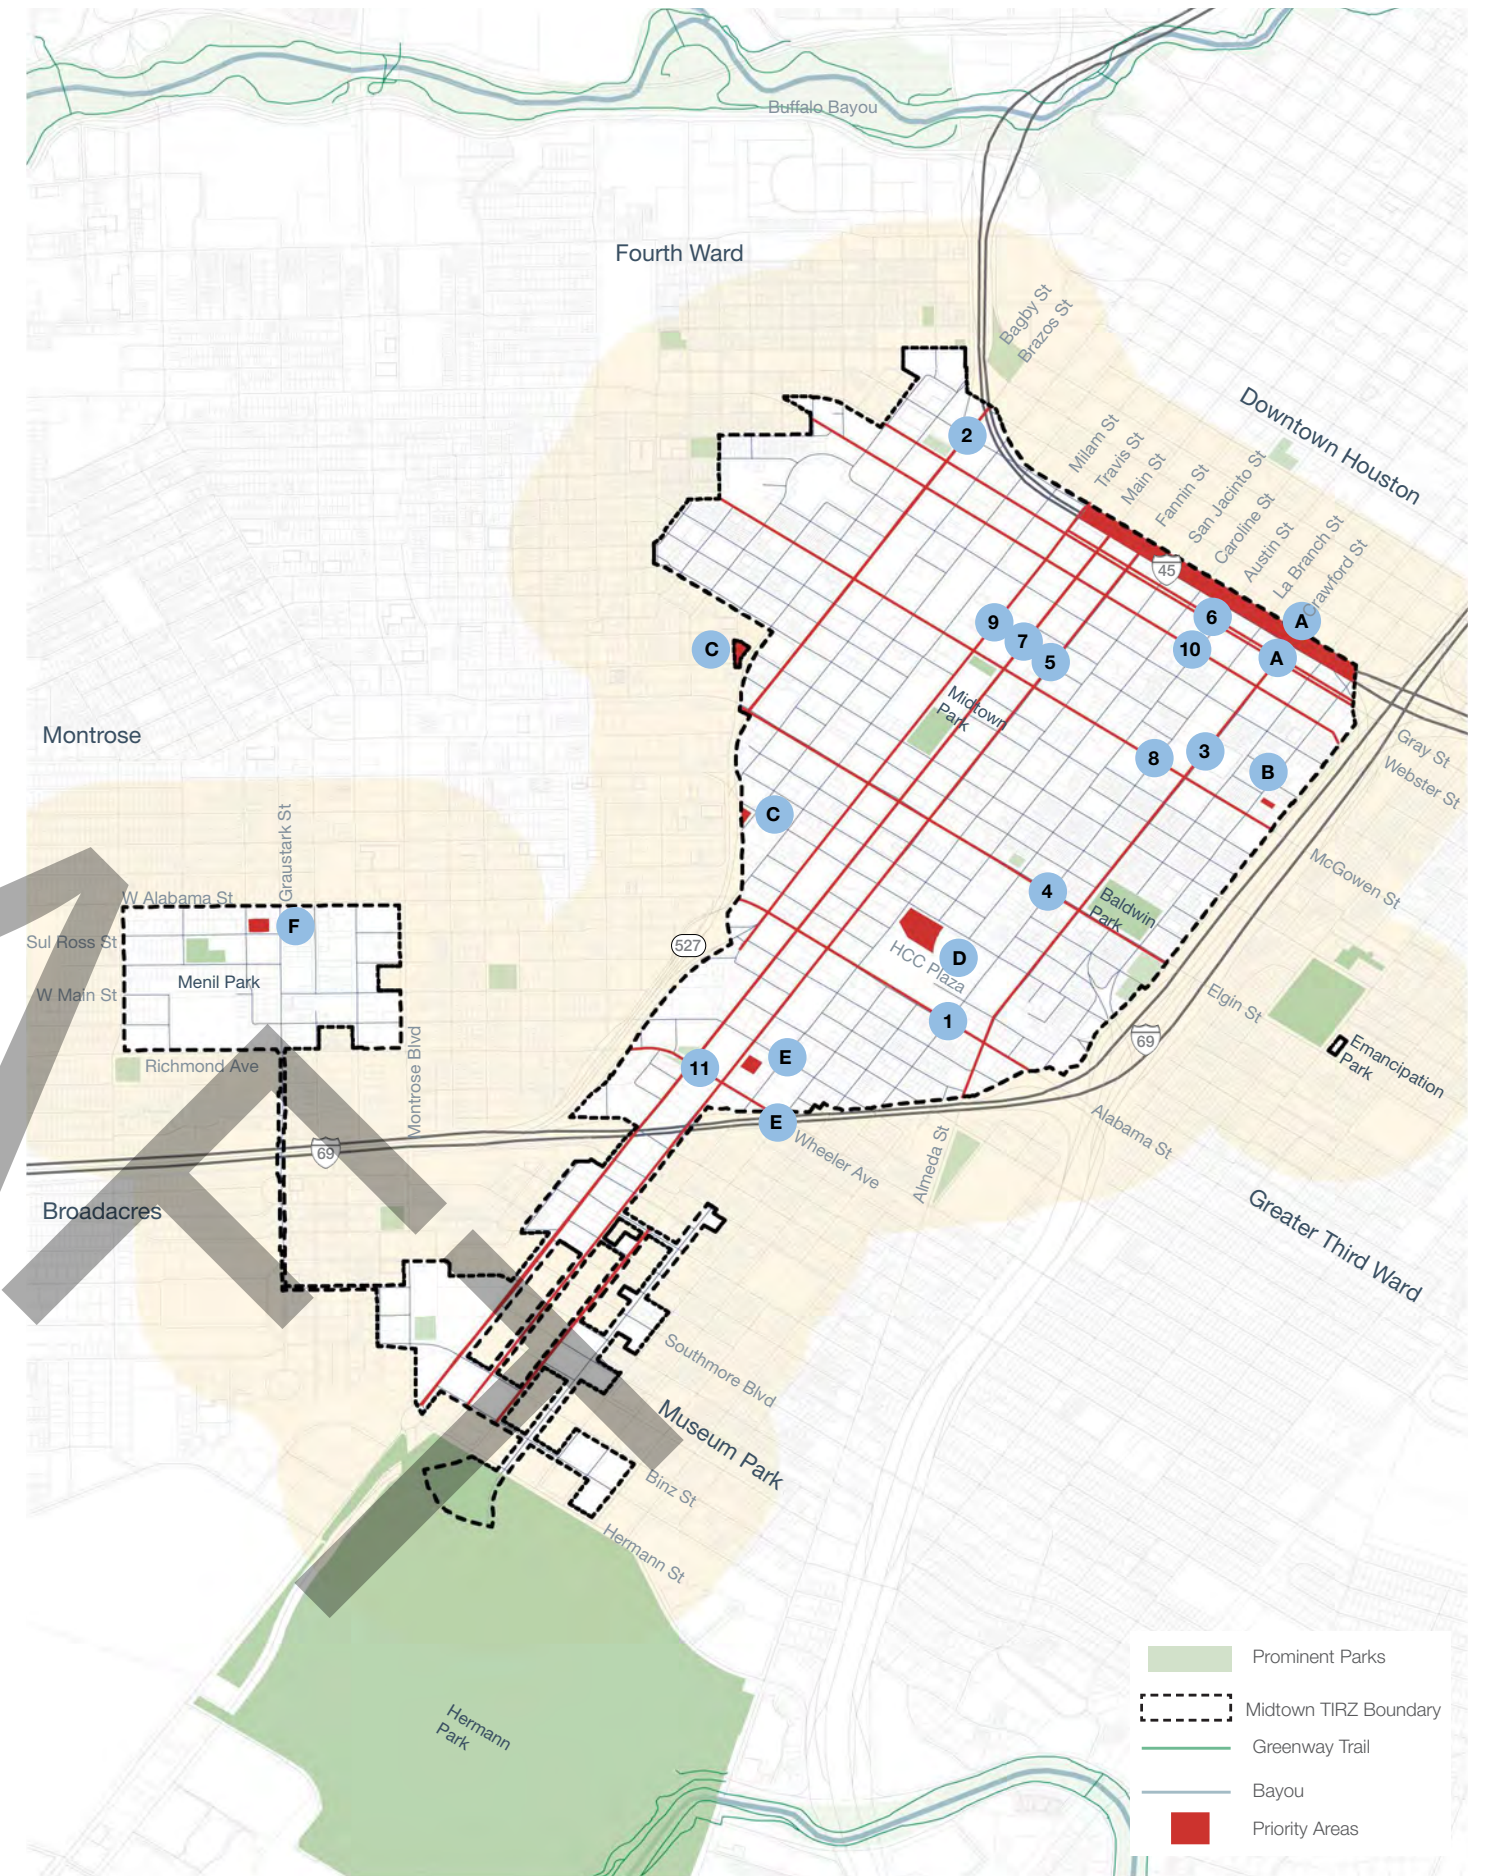 Buffalo Bayou
Fourth Ward
Bagby St
Brazos St
Downtown Houston
2
Milam St
Travis St
Main St
Fannin St
San Jacinto St
Caroline St
Austin St
La Branch St
Crawford St
45
9
7
5
6
10
A
A
C
Midtown
Park
Montrose
8
3
B
Gray St
Webster St
C
McGowen St
Graustark St
W Alabama St
F
Sul Ross St
Menil Park
W Main St
4
Baldwin
Park
527
HCC Plaza
D
Elgin St
1
69
Emancipation
Park
Richmond Ave
Montrose Blvd
11
E
E
Wheeler Ave
Almeda St
Alabama St
69
Broadacres
Greater Third Ward
Southmore Blvd
Museum Park
Binz St
Hermann St
Hermann
Park
Prominent Parks
Midtown TIRZ Boundary
Greenway Trail
Bayou
Priority Areas